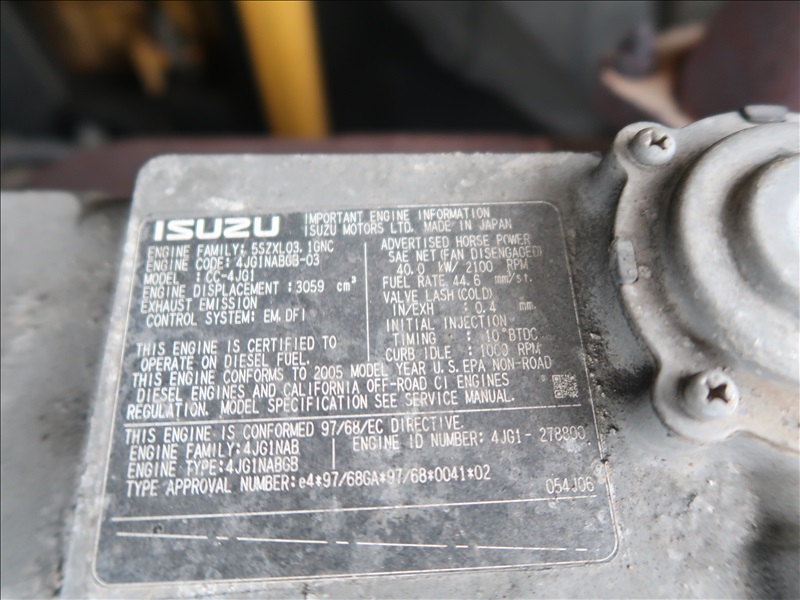 ISUZU
IMPORTANT ENGINE INFORMATION
ISUZU MOTORS LTD. MADE IN JAPAN
ENGINE FAMILY: 5SZXL03.1GNC
ENGINE CODE: 4JG1NABGB-03
MODEL : CC-4JG1
ENGINE DISPLACEMENT :3059 cm³
EXHAUST EMISSION
CONTROL SYSTEM: EM,DFI
THIS ENGINE IS CERTIFIED TO
OPERATE ON DIESEL FUEL.
ADVERTISED HORSE POWER
SAE NET(FAN DISENGAGED)
40.0 kW/ 2100 RPM
FUEL RATE 44.6 mm³/st.
VALVE LASH(COLD)
IN/EXH : 0.4 mm.
INITIAL INJECTION
TIMING : 10 °BTDC
CURB IDLE : 1000 RPM
THIS ENGINE CONFORMS TO 2005 MODEL YEAR U.S.EPA NON-ROAD
DIESEL ENGINES AND CALIFORNIA OFF-ROAD CI ENGINES
REGULATION. MODEL SPECIFICATION SEE SERVICE MANUAL.
THIS ENGINE IS CONFORMED 97/68/EC DIRECTIVE.
ENGINE FAMILY:4JG1NAB
ENGINE ID NUMBER: 4JG1-
ENGINE TYPE:4JG1NABGB
TYPE APPROVAL NUMBER:e4*97/68GA*97/68*0041*02
054J06